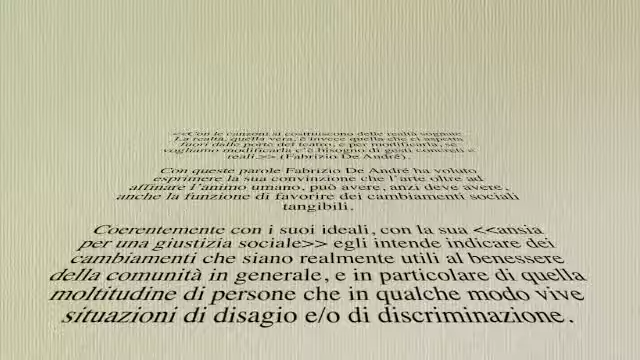 <<Con le canzoni si costruiscono delle realtà sognate.
La realtà, quella vera, è invece quella che ci aspetta
fuori dalle porte del teatro, e per modificarla, se
vogliamo modificarla c'è bisogno di gesti concreti e
reali.>> (Fabrizio De André).
Con queste parole Fabrizio De André ha voluto
esprimere la sua convinzione che l'arte oltre ad
affinare l'animo umano, può avere, anzi deve avere,
anche la funzione di favorire dei cambiamenti sociali
tangibili.
Coerentemente con i suoi ideali, con la sua <<ansia
per una giustizia sociale>> egli intende indicare dei
cambiamenti che siano realmente utili al benessere
della comunità in generale, e in particolare di quella
moltitudine di persone che in qualche modo vive
situazioni di disagio e/o di discriminazione.